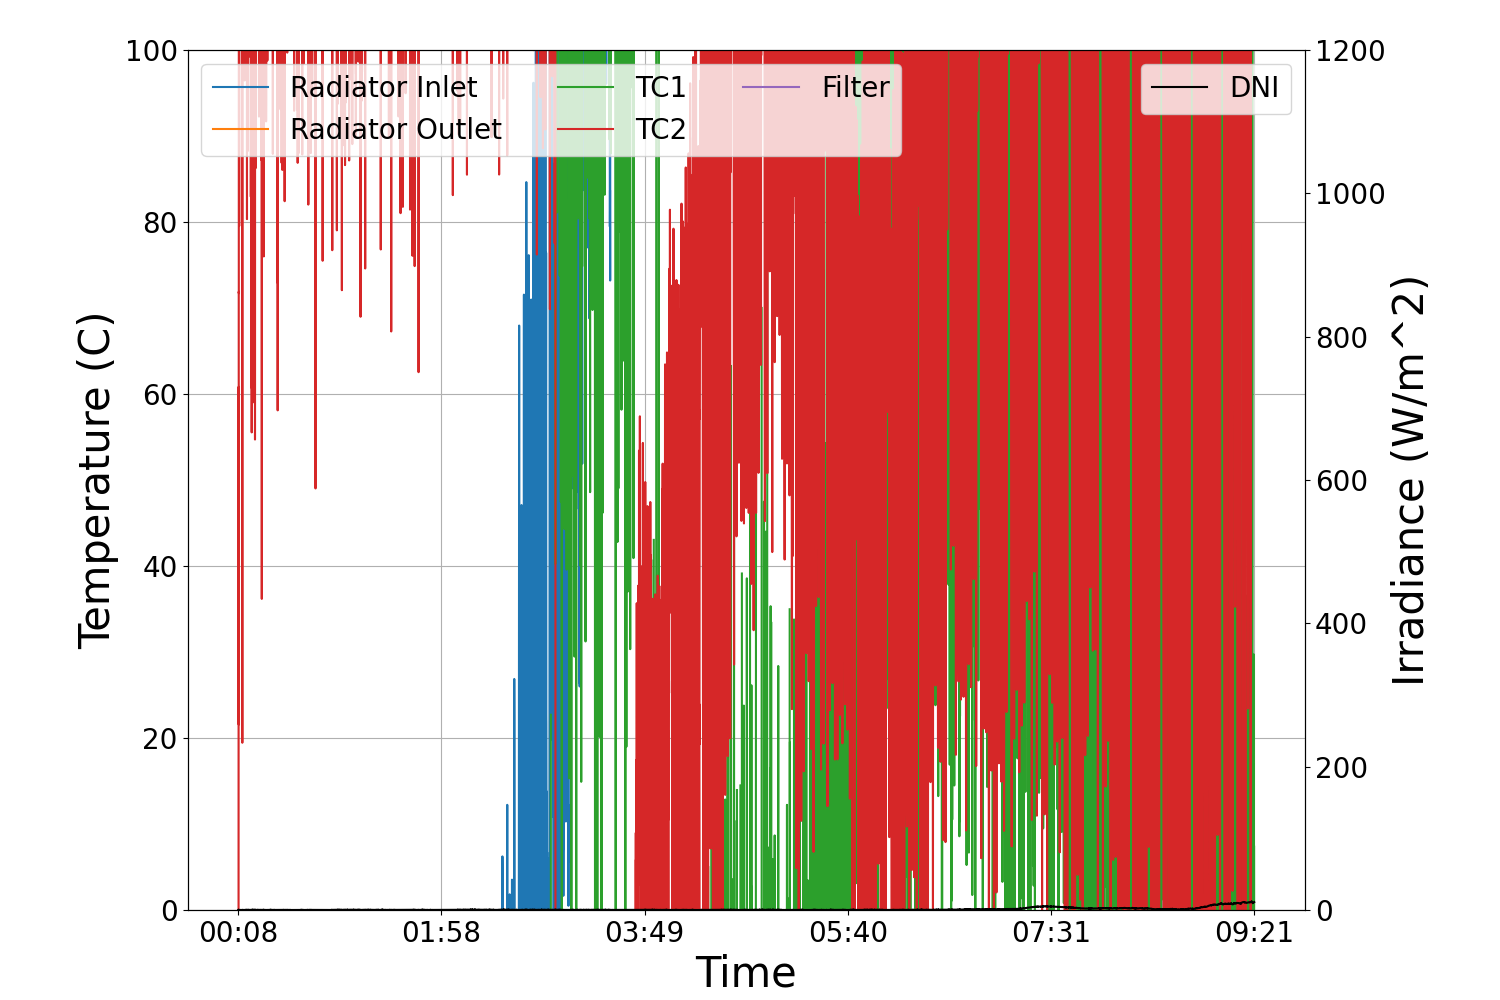 100
80
60
40
20
0
Temperature (C)
Radiator Inlet
Radiator Outlet
TC1
TC2
Filter
DNI
1200
1000
800
600
400
200
0
Irradiance (W/m^2)
00:08
01:58
03:49
05:40
07:31
09:21
Time